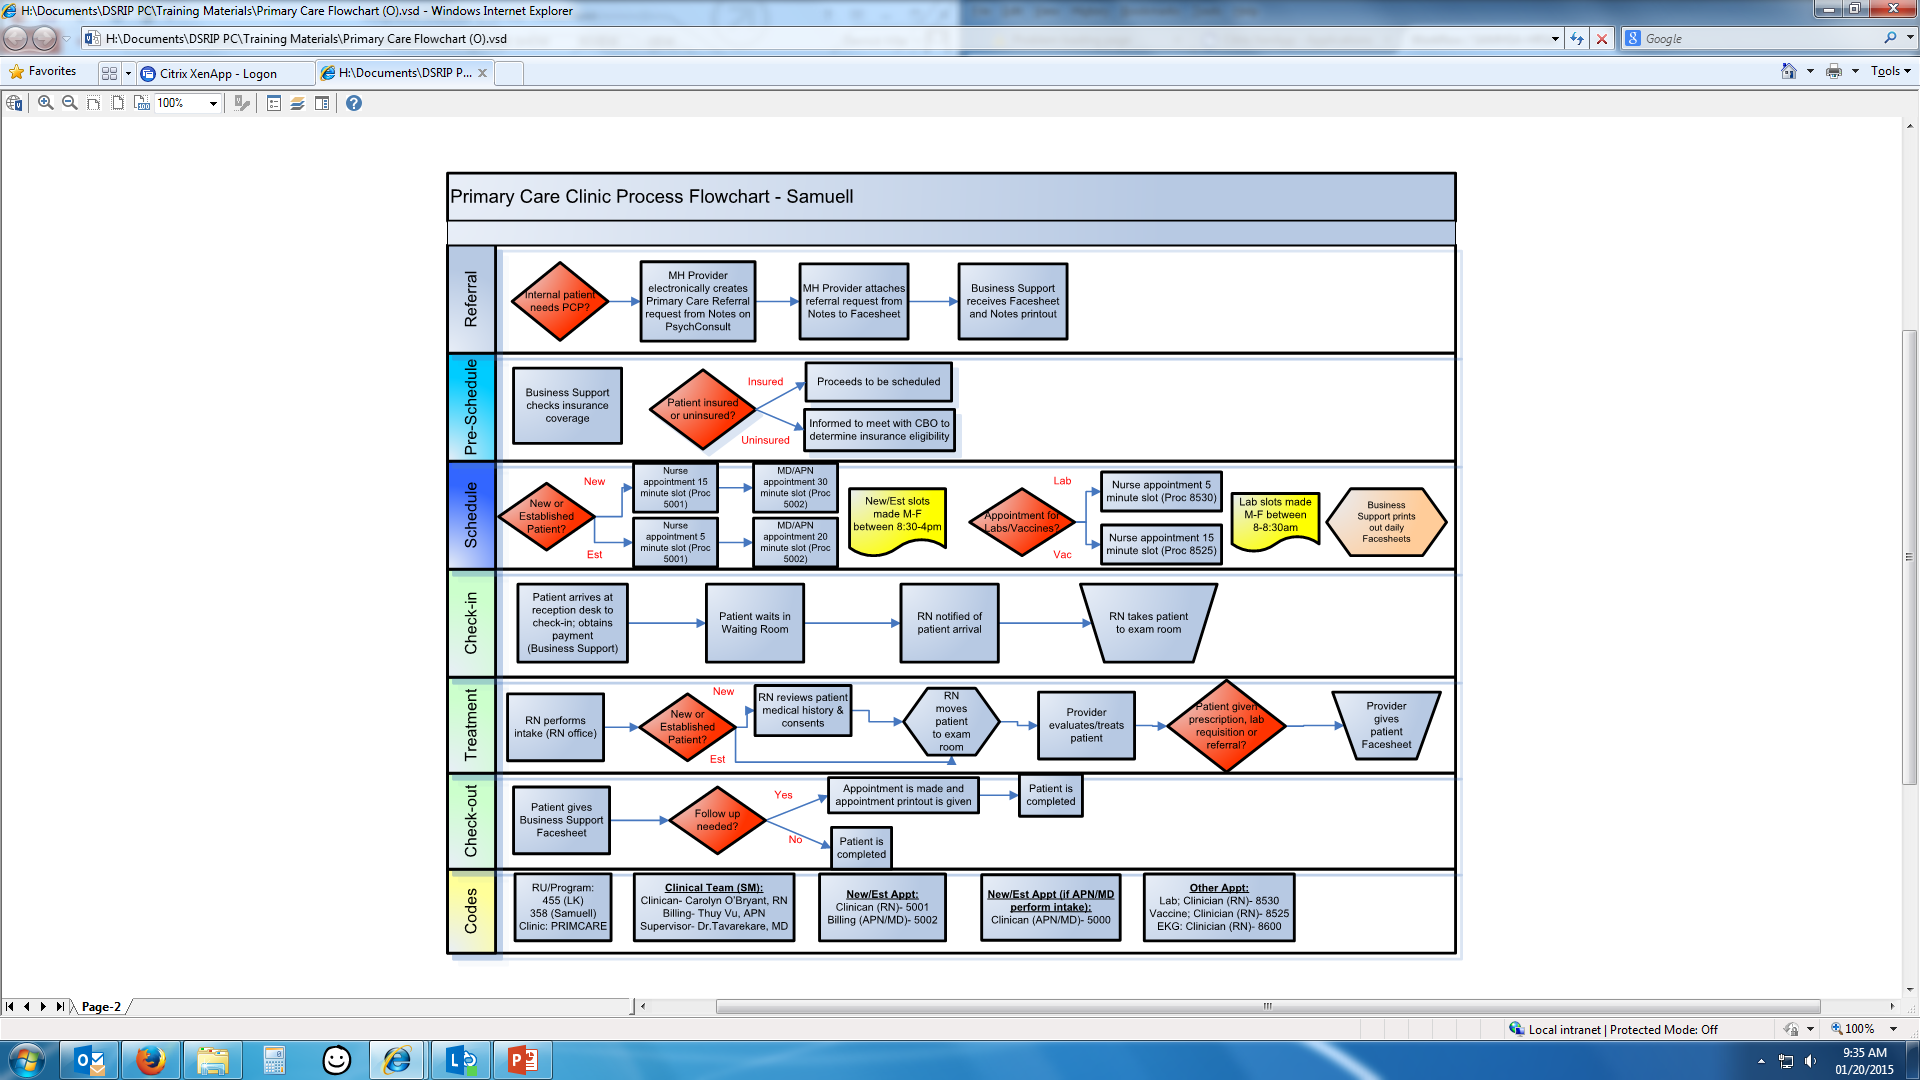 H:\Documents\DSRIP PC\Training Materials\Primary Care Flowchart (O).vsd - Windows Internet Explorer
H:\Documents\DSRIP PC\Training Materials\Primary Care Flowchart (O).vsd
Google
Favorites
Citrix XenApp - Logon
H:\Documents\DSRIP P...
Tools
100%
Primary Care Clinic Process Flowchart - Samuell
Referral
Internal patient
needs PCP?
MH Provider
electronically creates
Primary Care Referral
request from Notes on
PsychConsult
MH Provider attaches
referral request from
Notes to Facesheet
Business Support
receives Facesheet
and Notes printout
Pre-Schedule
Business Support
checks insurance
coverage
Patient insured
or uninsured?
Insured
Uninsured
Proceeds to be scheduled
Informed to meet with CBO to
determine insurance eligibility
Schedule
New or
Established
Patient?
New
Est
Nurse
appointment 15
minute slot (Proc
5001)
MD/APN
appointment 30
minute slot (Proc
5002)
Nurse
appointment 5
minute slot (Proc
5001)
MD/APN
appointment 20
minute slot (Proc
5002)
New/Est slots
made M-F
between 8:30-4pm
Appointment for
Labs/Vaccines?
Lab
Vac
Nurse appointment 5
minute slot (Proc 8530)
Nurse appointment 15
minute slot (Proc 8525)
Lab slots made
M-F between
8-8:30am
Business
Support prints
out daily
Facesheets
Check-in
Patient arrives at
reception desk to
check-in; obtains
payment
(Business Support)
Patient waits in
Waiting Room
RN notified of
patient arrival
RN takes patient
to exam room
Treatment
RN performs
intake (RN office)
New or
Established
Patient?
New
Est
RN reviews patient
medical history &
consents
RN
moves
patient
to exam
room
Provider
evaluates/treats
patient
Patient given
prescription, lab
requisition or
referral?
Provider
gives
patient
Facesheet
Check-out
Patient gives
Business Support
Facesheet
Follow up
needed?
Yes
No
Appointment is made and
appointment printout is given
Patient is
completed
Patient is
completed
Codes
RU/Program:
455 (LK)
358 (Samuell)
Clinic: PRIMCARE
Clinical Team (SM):
Clinican- Carolyn O'Bryant, RN
Billing- Thuy Vu, APN
Supervisor- Dr.Tavarekare, MD
New/Est Appt:
Clinican (RN)- 5001
Billing (APN/MD)- 5002
New/Est Appt (if APN/MD
perform intake):
Clinican (APN/MD)- 5000
Other Appt:
Lab; Clinician (RN)- 8530
Vaccine; Clinician (RN)- 8525
EKG: Clinician (RN)- 8600
Page-2
Local intranet | Protected Mode: Off
100%
9:35 AM
01/20/2015